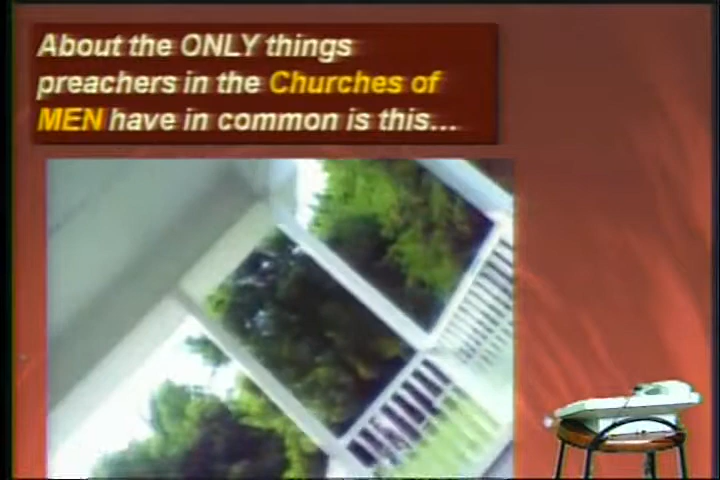 About the ONLY things
preachers in the Churches of
MEN have in common is this...